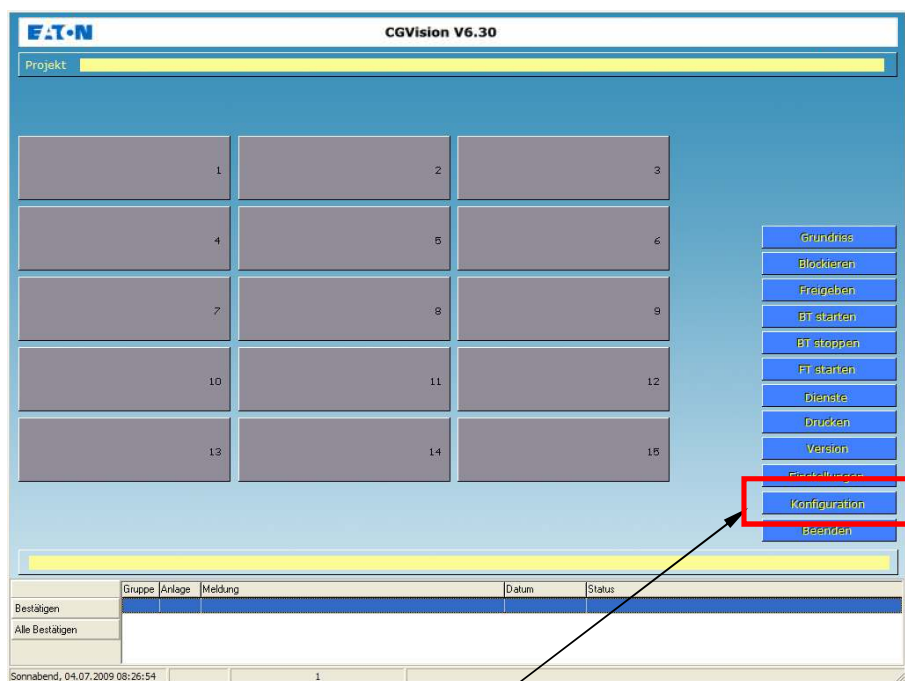 EATON CGVision V6.30
Projekt
1 2 3
4 5 6
7 8 9
10 11 12
13 14 15
Grundriss
Blockieren
Freigeben
BT starten
BT stoppen
FT starten
Dienste
Drucken
Version
Einstellungen
Konfiguration
Beenden
Gruppe Anlage Meldung Datum Status
Bestätigen
Alle Bestätigen
Sonnabend, 04.07.2009 08:26:54 1